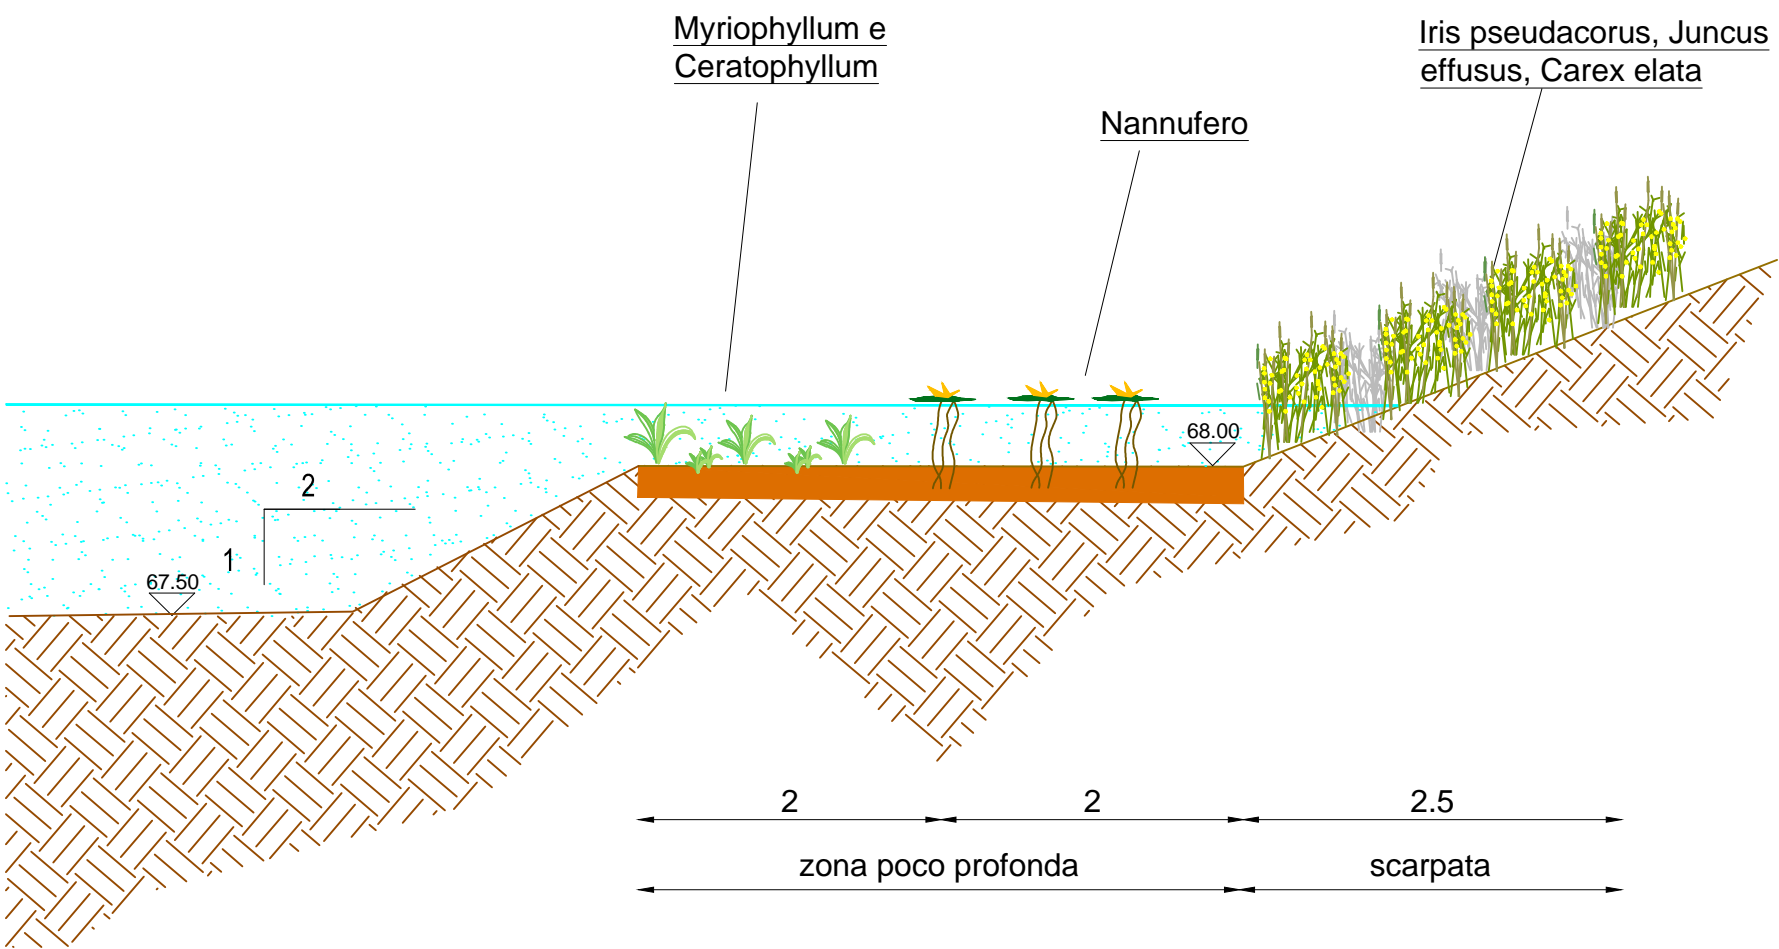 Myriophyllum e
Ceratophyllum
Iris pseudacorus, Juncus
effusus, Carex elata
Nannufero
68.00
2
1
67.50
2
2
2.5
zona poco profonda
scarpata